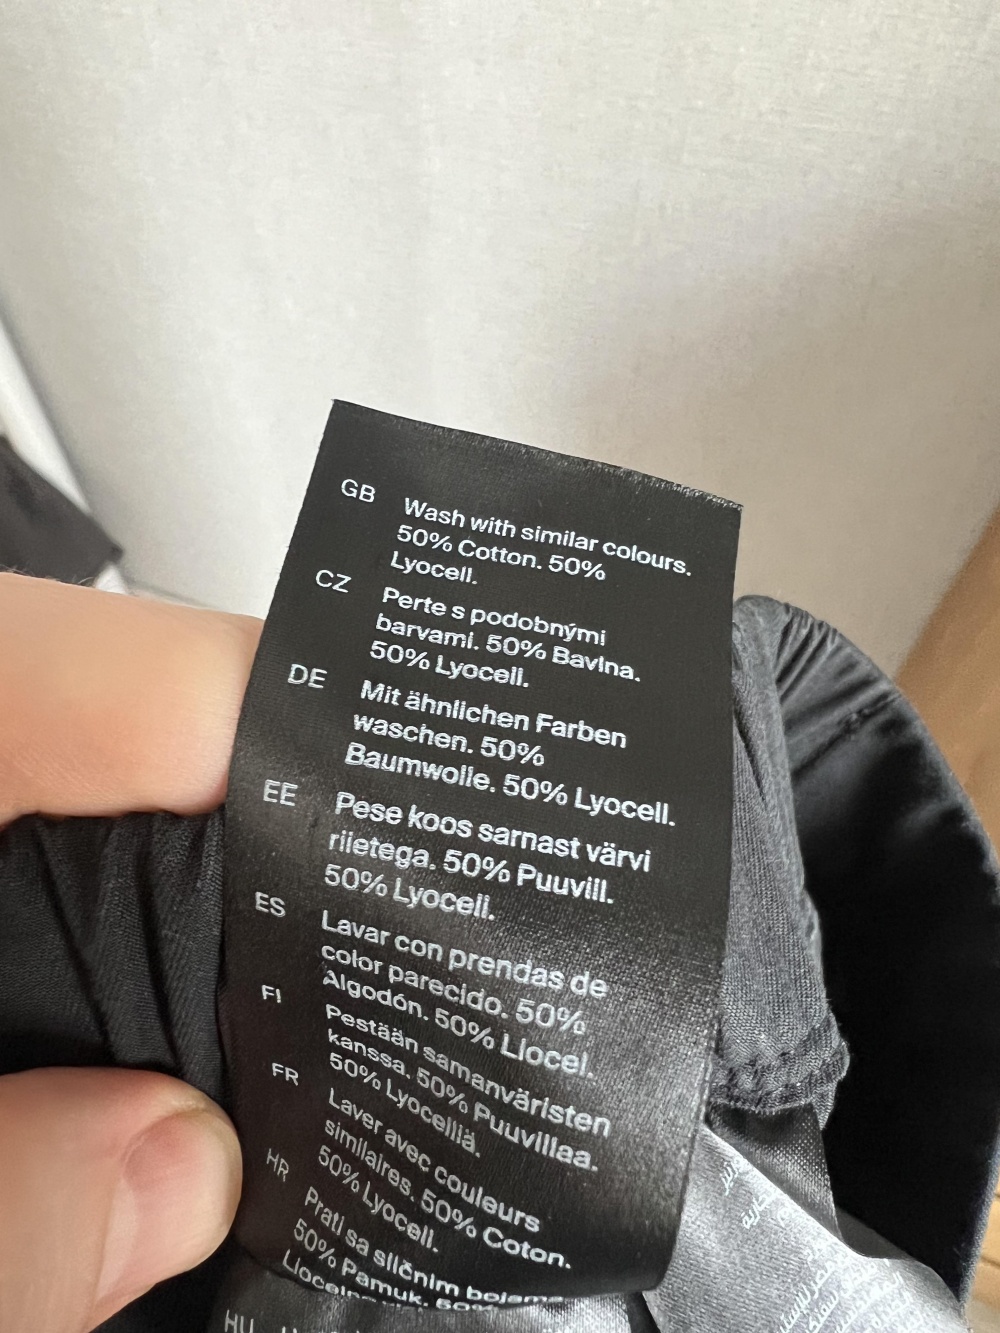 GB Wash with similar colours.
50% Cotton. 50%
Lyocell.
CZ Perte s podobnými
barvami. 50% Bavlna.
50% Lyocell.
DE Mit ähnlichen Farben
waschen. 50%
Baumwolle. 50% Lyocell.
EE Pese koos sarnast värvi
riietega. 50% Puuvill.
50% Lyocell.
ES Lavar con prendas de
color parecido. 50%
Algodón. 50% Liocel.
FI Pestään samanväristen
kanssa. 50% Puuvillaa.
50% Lyocelliä.
FR Laver avec couleurs
similaires. 50% Coton.
50% Lyocell.
HR Prati sa sličnim bojama
50% Pamuk. 50%
HU